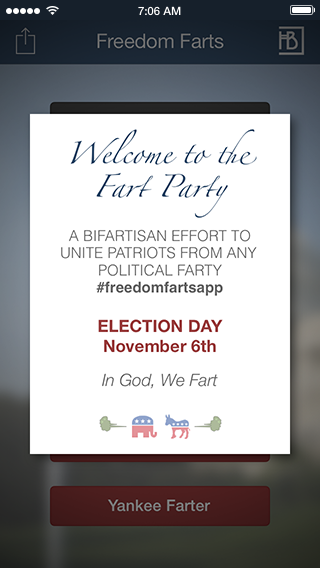 7:06 AM
Freedom Farts
HB
Welcome to the
Fart Party
A BIFARTISAN EFFORT TO
UNITE PATRIOTS FROM ANY
POLITICAL FARTY
#freedomfartsapp
ELECTION DAY
November 6th
In God, We Fart
Yankee Farter